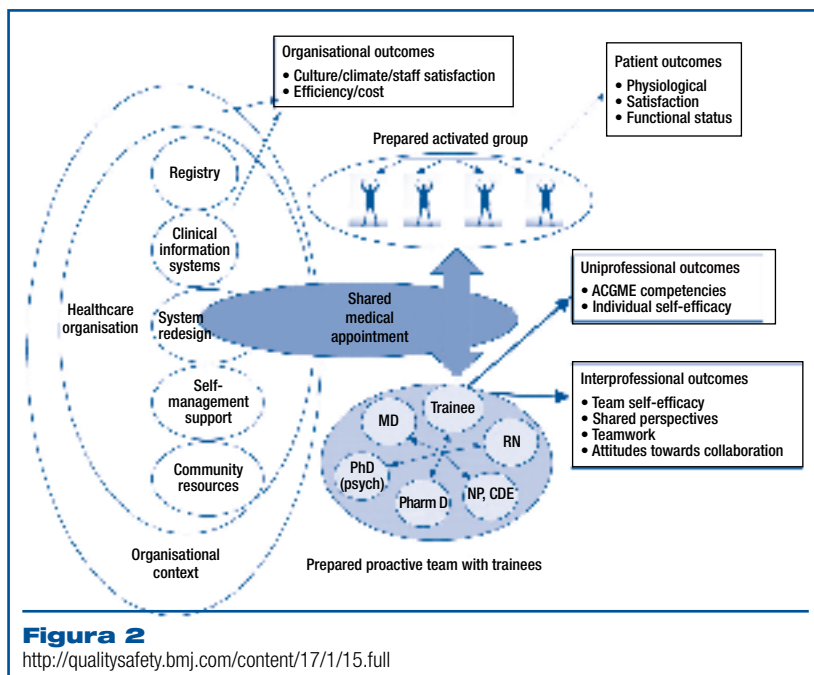 Organisational outcomes
• Culture/climate/staff satisfaction
• Efficiency/cost
Patient outcomes
• Physiological
• Satisfaction
• Functional status
Prepared activated group
Registry
Clinical
information
systems
Healthcare
organisation
System
redesign
Shared
medical
appointment
Self-
management
support
Community
resources
Organisational
context
Uniprofessional outcomes
• ACGME competencies
• Individual self-efficacy
Interprofessional outcomes
• Team self-efficacy
• Shared perspectives
• Teamwork
• Attitudes towards collaboration
Trainee
MD
RN
PhD
(psych)
Pharm D
NP, CDE
Prepared proactive team with trainees
Figura 2
http://qualitysafety.bmj.com/content/17/1/15.full